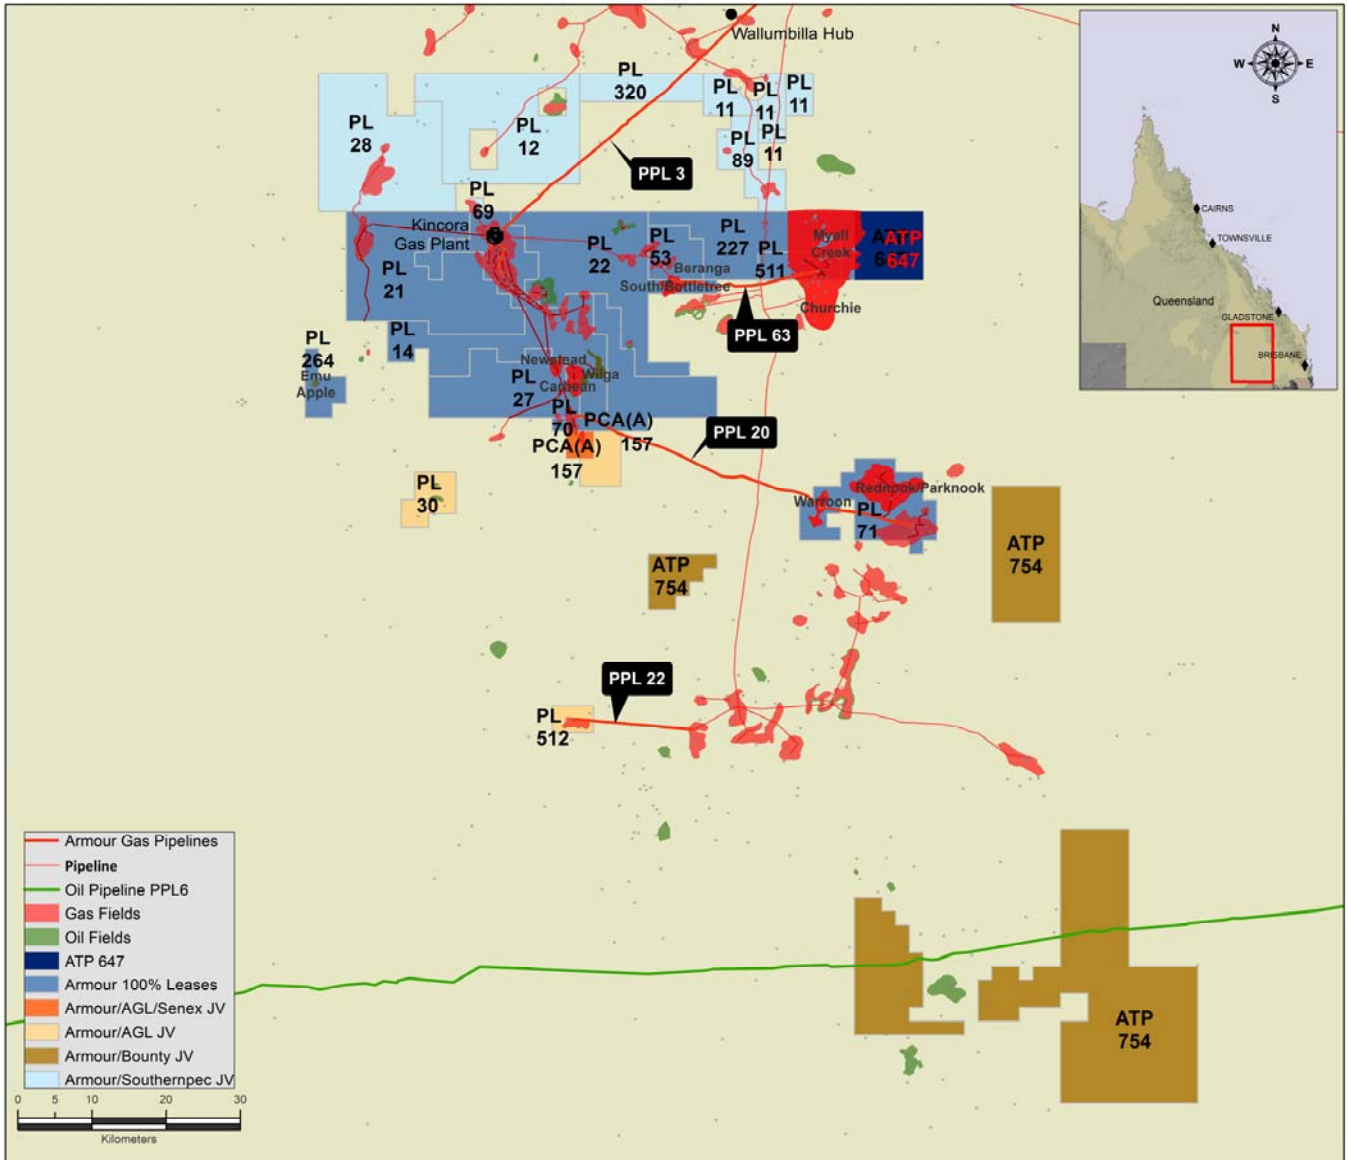 Wallumbilla Hub
PL
320
PL
11
PL
11
PL
11
PL
28
PL
12
PL
89
PL
11
PPL 3
PL
69
Kincora
Gas Plant
PL
21
PL
22
PL
53
PL
227
PL
511
Myall
Creek
ATP
647
Beranga
South/Bottletree
Churchie
PPL 63
PL
14
PL
264
Emu
Apple
Newstead
Wilga
PL
27
PL
70
PCA(A)
157
PCA(A)
157
PPL 20
PL
30
Warroon
Rednook/Parknook
PL
71
ATP
754
ATP
754
PPL 22
PL
512
ATP
754
N
W
E
S
CAIRNS
TOWNSVILLE
Queensland
GLADSTONE
BRISBANE
Armour Gas Pipelines
Pipeline
Oil Pipeline PPL6
Gas Fields
Oil Fields
ATP 647
Armour 100% Leases
Armour/AGL/Senex JV
Armour/AGL JV
Armour/Bounty JV
Armour/Southernpec JV
0 5 10 20 30
Kilometers